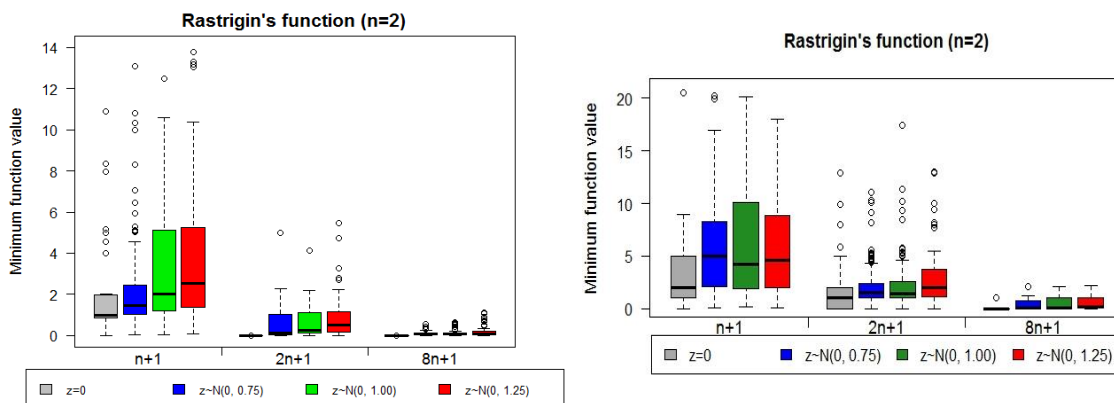 Rastrigin's function (n=2)
Minimum function value
14
12
10
8
6
4
2
0
n+1
2n+1
8n+1
z=0
z~N(0, 0.75)
z~N(0, 1.00)
z~N(0, 1.25)
Rastrigin's function (n=2)
Minimum function value
20
15
10
5
0
n+1
2n+1
8n+1
z=0
z~N(0, 0.75)
z~N(0, 1.00)
z~N(0, 1.25)